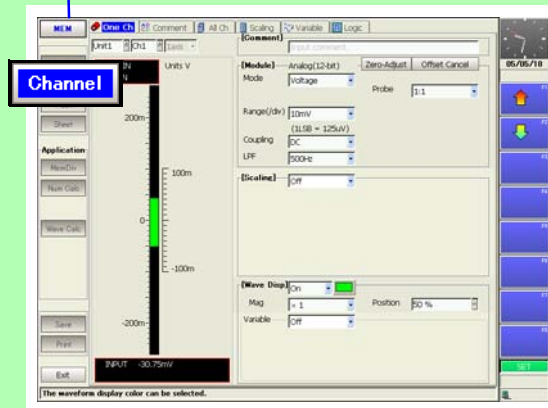 MEM
One Ch
Comment
All Ch
Scaling
Variable
Logic
Unit1
Ch1
[Comment]
Input comment
Units V
Channel
[Module]
Analog(12-bit)
Zero-Adjust
Offset Cancel
Mode
Voltage
Probe
1:1
Range(/div)
10mV
(1LSB = 125uV)
Coupling
DC
LPF
500Hz
[Scaling]
Off
Sheet
Application
MemDiv
Num Calc
Wave Calc
Save
Print
Exit
200m
100m
0
-100m
-200m
INPUT -30.75mV
[Wave Disp]
On
Mag
× 1
Position
50 %
Variable
Off
05/05/18
SET
The waveform display color can be selected.